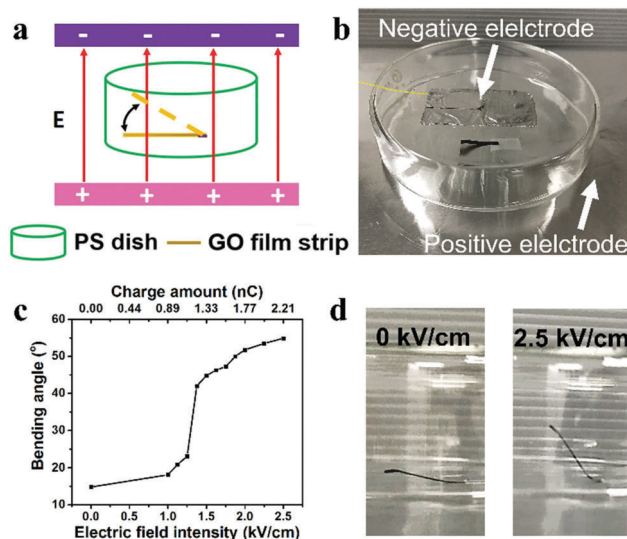 a
- - - -
E
+ + + +
PS dish GO film strip
b
Negative elelctrode
Positive elelctrode
c
Charge amount (nC)
0.00 0.44 0.89 1.33 1.77 2.21
Bending angle (°)
60
50
40
30
20
10
0.0 0.5 1.0 1.5 2.0 2.5
Electric field intensity (kV/cm)
d
0 kV/cm 2.5 kV/cm